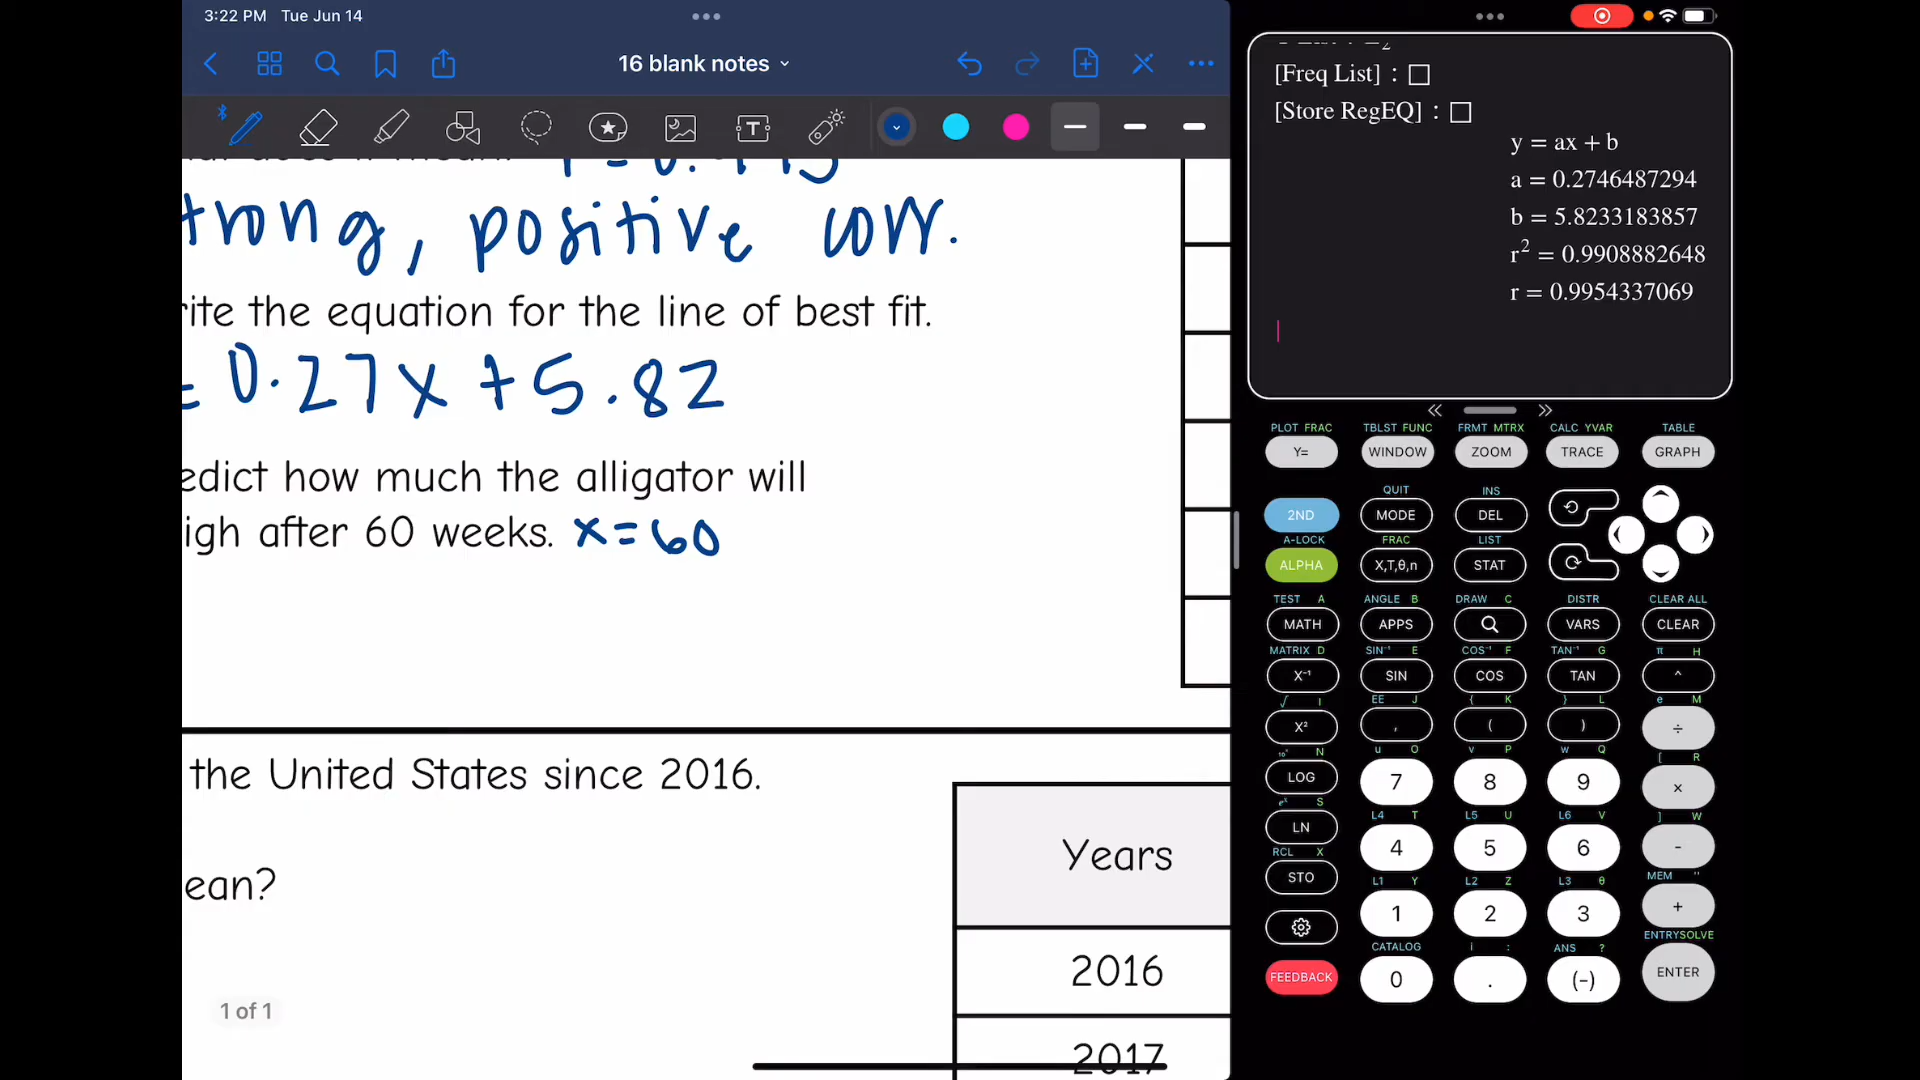 3:22 PM Tue Jun 14
16 blank notes
trong, positive corr.
rite the equation for the line of best fit.
= 0.27x + 5.82
edict how much the alligator will
igh after 60 weeks. x = 60
the United States since 2016.
ean?
Years
2016
2017
1 of 1
[Freq List] :
[Store RegEQ] :
y = ax + b
a = 0.2746487294
b = 5.8233183857
r² = 0.9908882648
r = 0.9954337069
PLOT FRAC TBLST FUNC FRMT MTRX CALC YVAR TABLE
Y= WINDOW ZOOM TRACE GRAPH
QUIT INS
2ND MODE DEL
A-LOCK FRAC LIST
ALPHA X,T,θ,n STAT
TEST A ANGLE B DRAW C DISTR CLEAR ALL
MATH APPS VARS CLEAR
MATRIX D SIN⁻¹ E COS⁻¹ F TAN⁻¹ G π H
X⁻¹ SIN COS TAN ^
√ I EE J { K } L e M
X² , ( ) ÷
10ˣ N u O v P w Q [ R
LOG 7 8 9 ×
eˣ S L4 T L5 U L6 V ] W
LN 4 5 6 -
RCL X L1 Y L2 Z L3 θ MEM "
STO 1 2 3 +
CATALOG i : ANS ? ENTRY SOLVE
FEEDBACK 0 . (-) ENTER